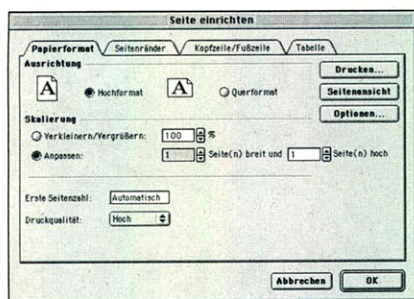 Seite einrichten
Papierformat Seitenränder Kopfzeile/Fußzeile Tabelle
Ausrichtung
Drucken...
A Hochformat A Querformat
Seitenansicht
Optionen...
Skalierung
Verkleinern/Vergrößern: 100 %
Anpassen: 1 Seite(n) breit und 1 Seite(n) hoch
Erste Seitenzahl: Automatisch
Druckqualität: Hoch
Abbrechen OK